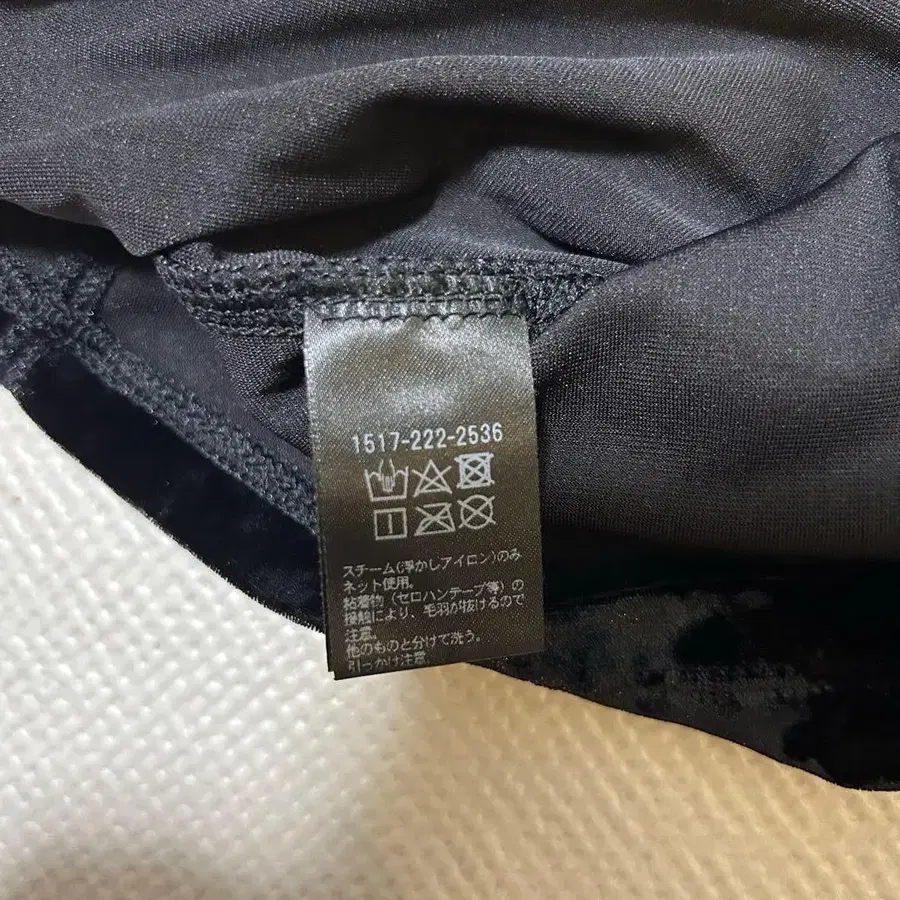 1517-222-2536
スチーム(浮かしアイロン)のみ
ネット使用。
粘着物(セロハンテープ等)の
接触により、毛羽が抜けるので
注意。
他のものと分けて洗う。
引っかけ注意